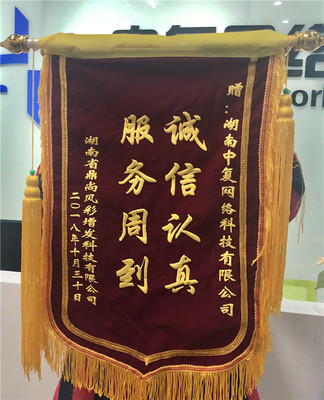 赠：湖南中复网络科技有限公司
诚信认真
服务周到
湖南省鼎尚风彩增发科技有限公司
二〇一八年十月三十日